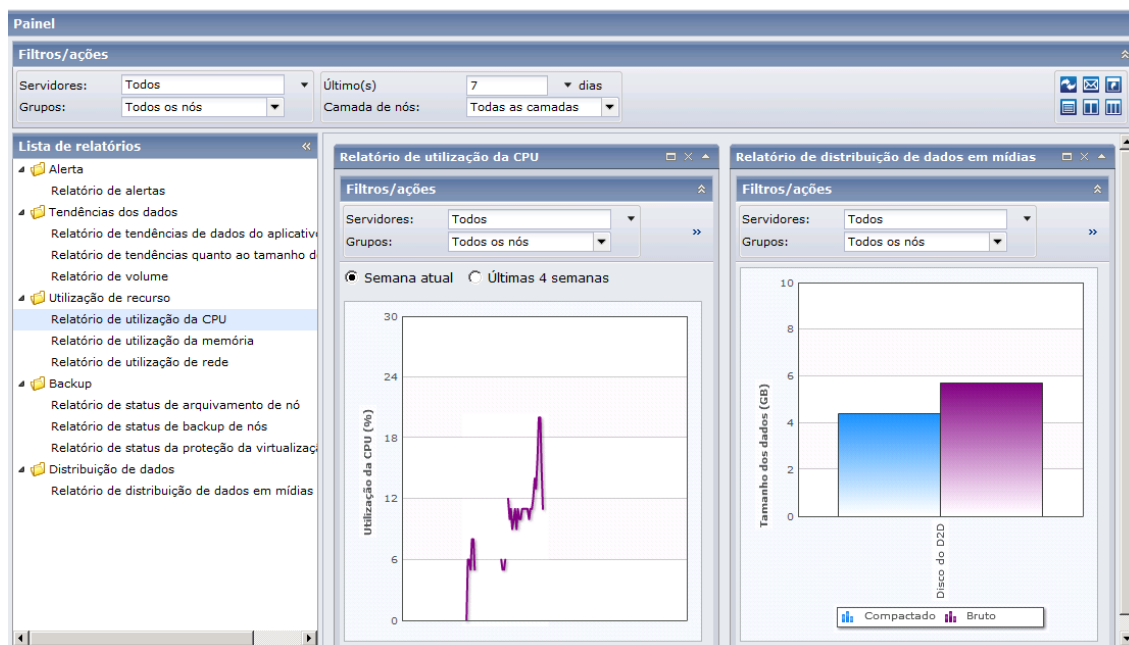 Painel
Filtros/ações
Servidores: Todos Último(s) 7 dias
Grupos: Todos os nós Camada de nós: Todas as camadas
Lista de relatórios
Alerta
Relatório de alertas
Tendências dos dados
Relatório de tendências de dados do aplicativo
Relatório de tendências quanto ao tamanho d
Relatório de volume
Utilização de recurso
Relatório de utilização da CPU
Relatório de utilização da memória
Relatório de utilização de rede
Backup
Relatório de status de arquivamento de nó
Relatório de status de backup de nós
Relatório de status da proteção da virtualizaç
Distribuição de dados
Relatório de distribuição de dados em mídias
Relatório de utilização da CPU
Filtros/ações
Servidores: Todos
Grupos: Todos os nós
Semana atual Últimas 4 semanas
30
24
18
12
6
0
Utilização da CPU (%)
Relatório de distribuição de dados em mídias
Filtros/ações
Servidores: Todos
Grupos: Todos os nós
10
8
6
4
2
0
Tamanho dos dados (GB)
Disco do D2D
Compactado Bruto